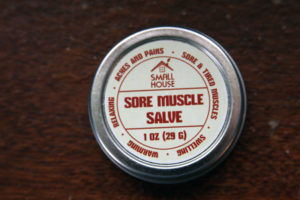 SMALL
HOUSE
SORE MUSCLE
SALVE
1 OZ (29 G)
RELAXING · ACHES AND PAINS · SORE & TIRED MUSCLES · SWELLING · WARMING ·